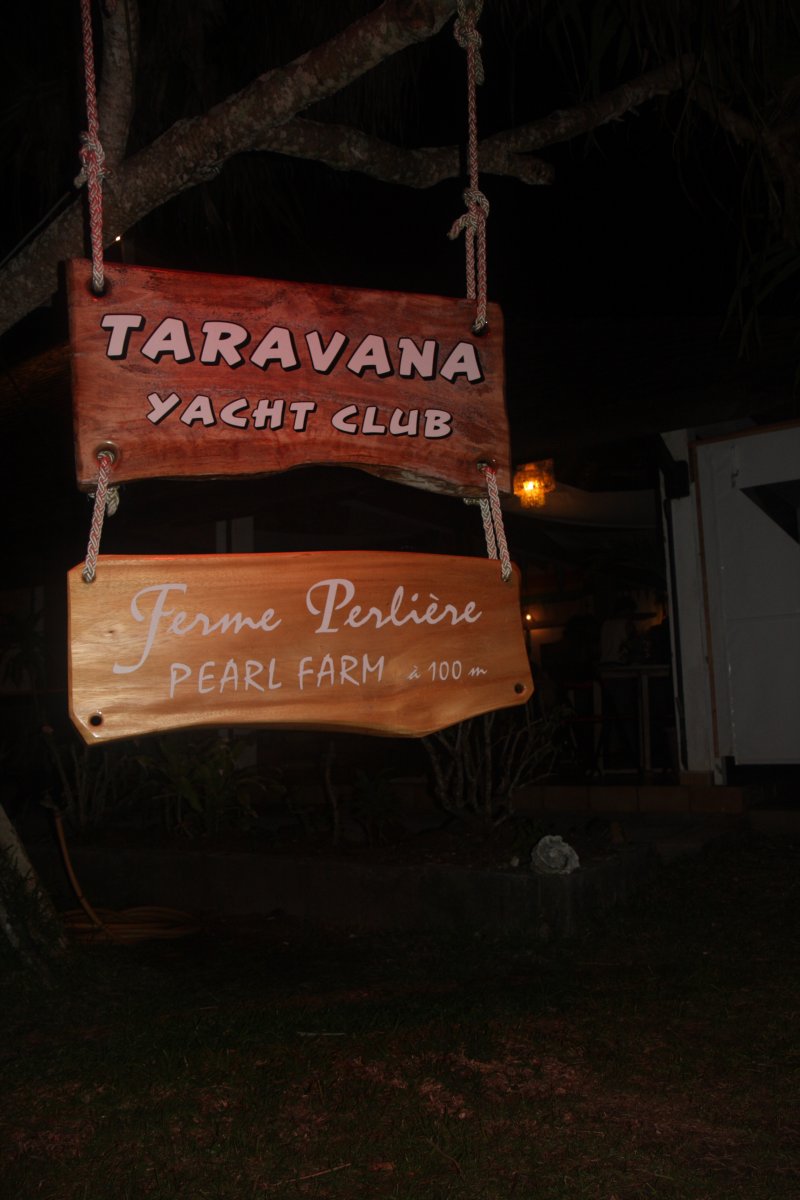 TARAVANA
YACHT CLUB
Ferme Perlière
PEARL FARM à 100 m